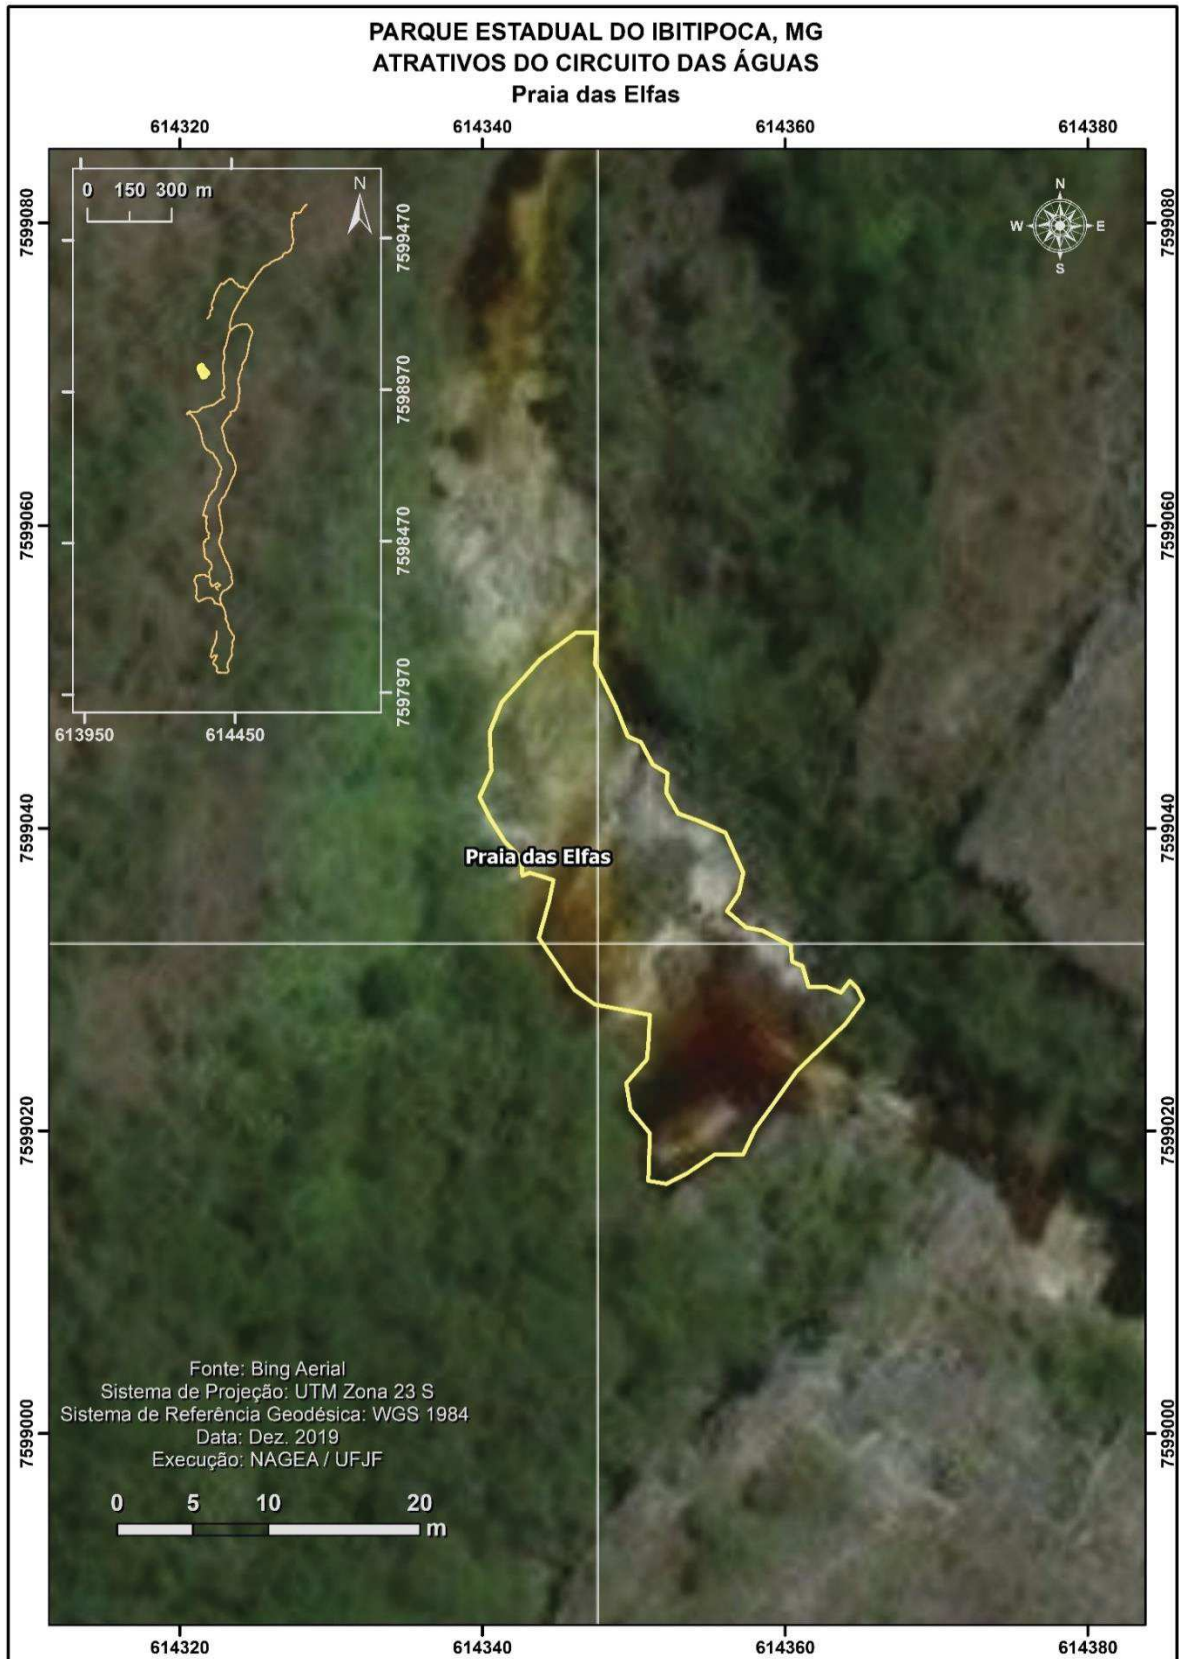 PARQUE ESTADUAL DO IBITIPOCA, MG
ATRATIVOS DO CIRCUITO DAS ÁGUAS
Praia das Elfas
614320 614340 614360 614380
0 150 300 m
N
7599470
7598970
7598470
7597970
613950 614450
N
W E
S
7599080 7599080
7599060 7599060
7599040 7599040
Praia das Elfas
7599020 7599020
7599000 7599000
Fonte: Bing Aerial
Sistema de Projeção: UTM Zona 23 S
Sistema de Referência Geodésica: WGS 1984
Data: Dez. 2019
Execução: NAGEA / UFJF
0 5 10 20
m
614320 614340 614360 614380